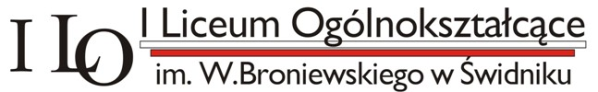 I LO
I Liceum Ogólnokształcące
im. W.Broniewskiego w Świdniku